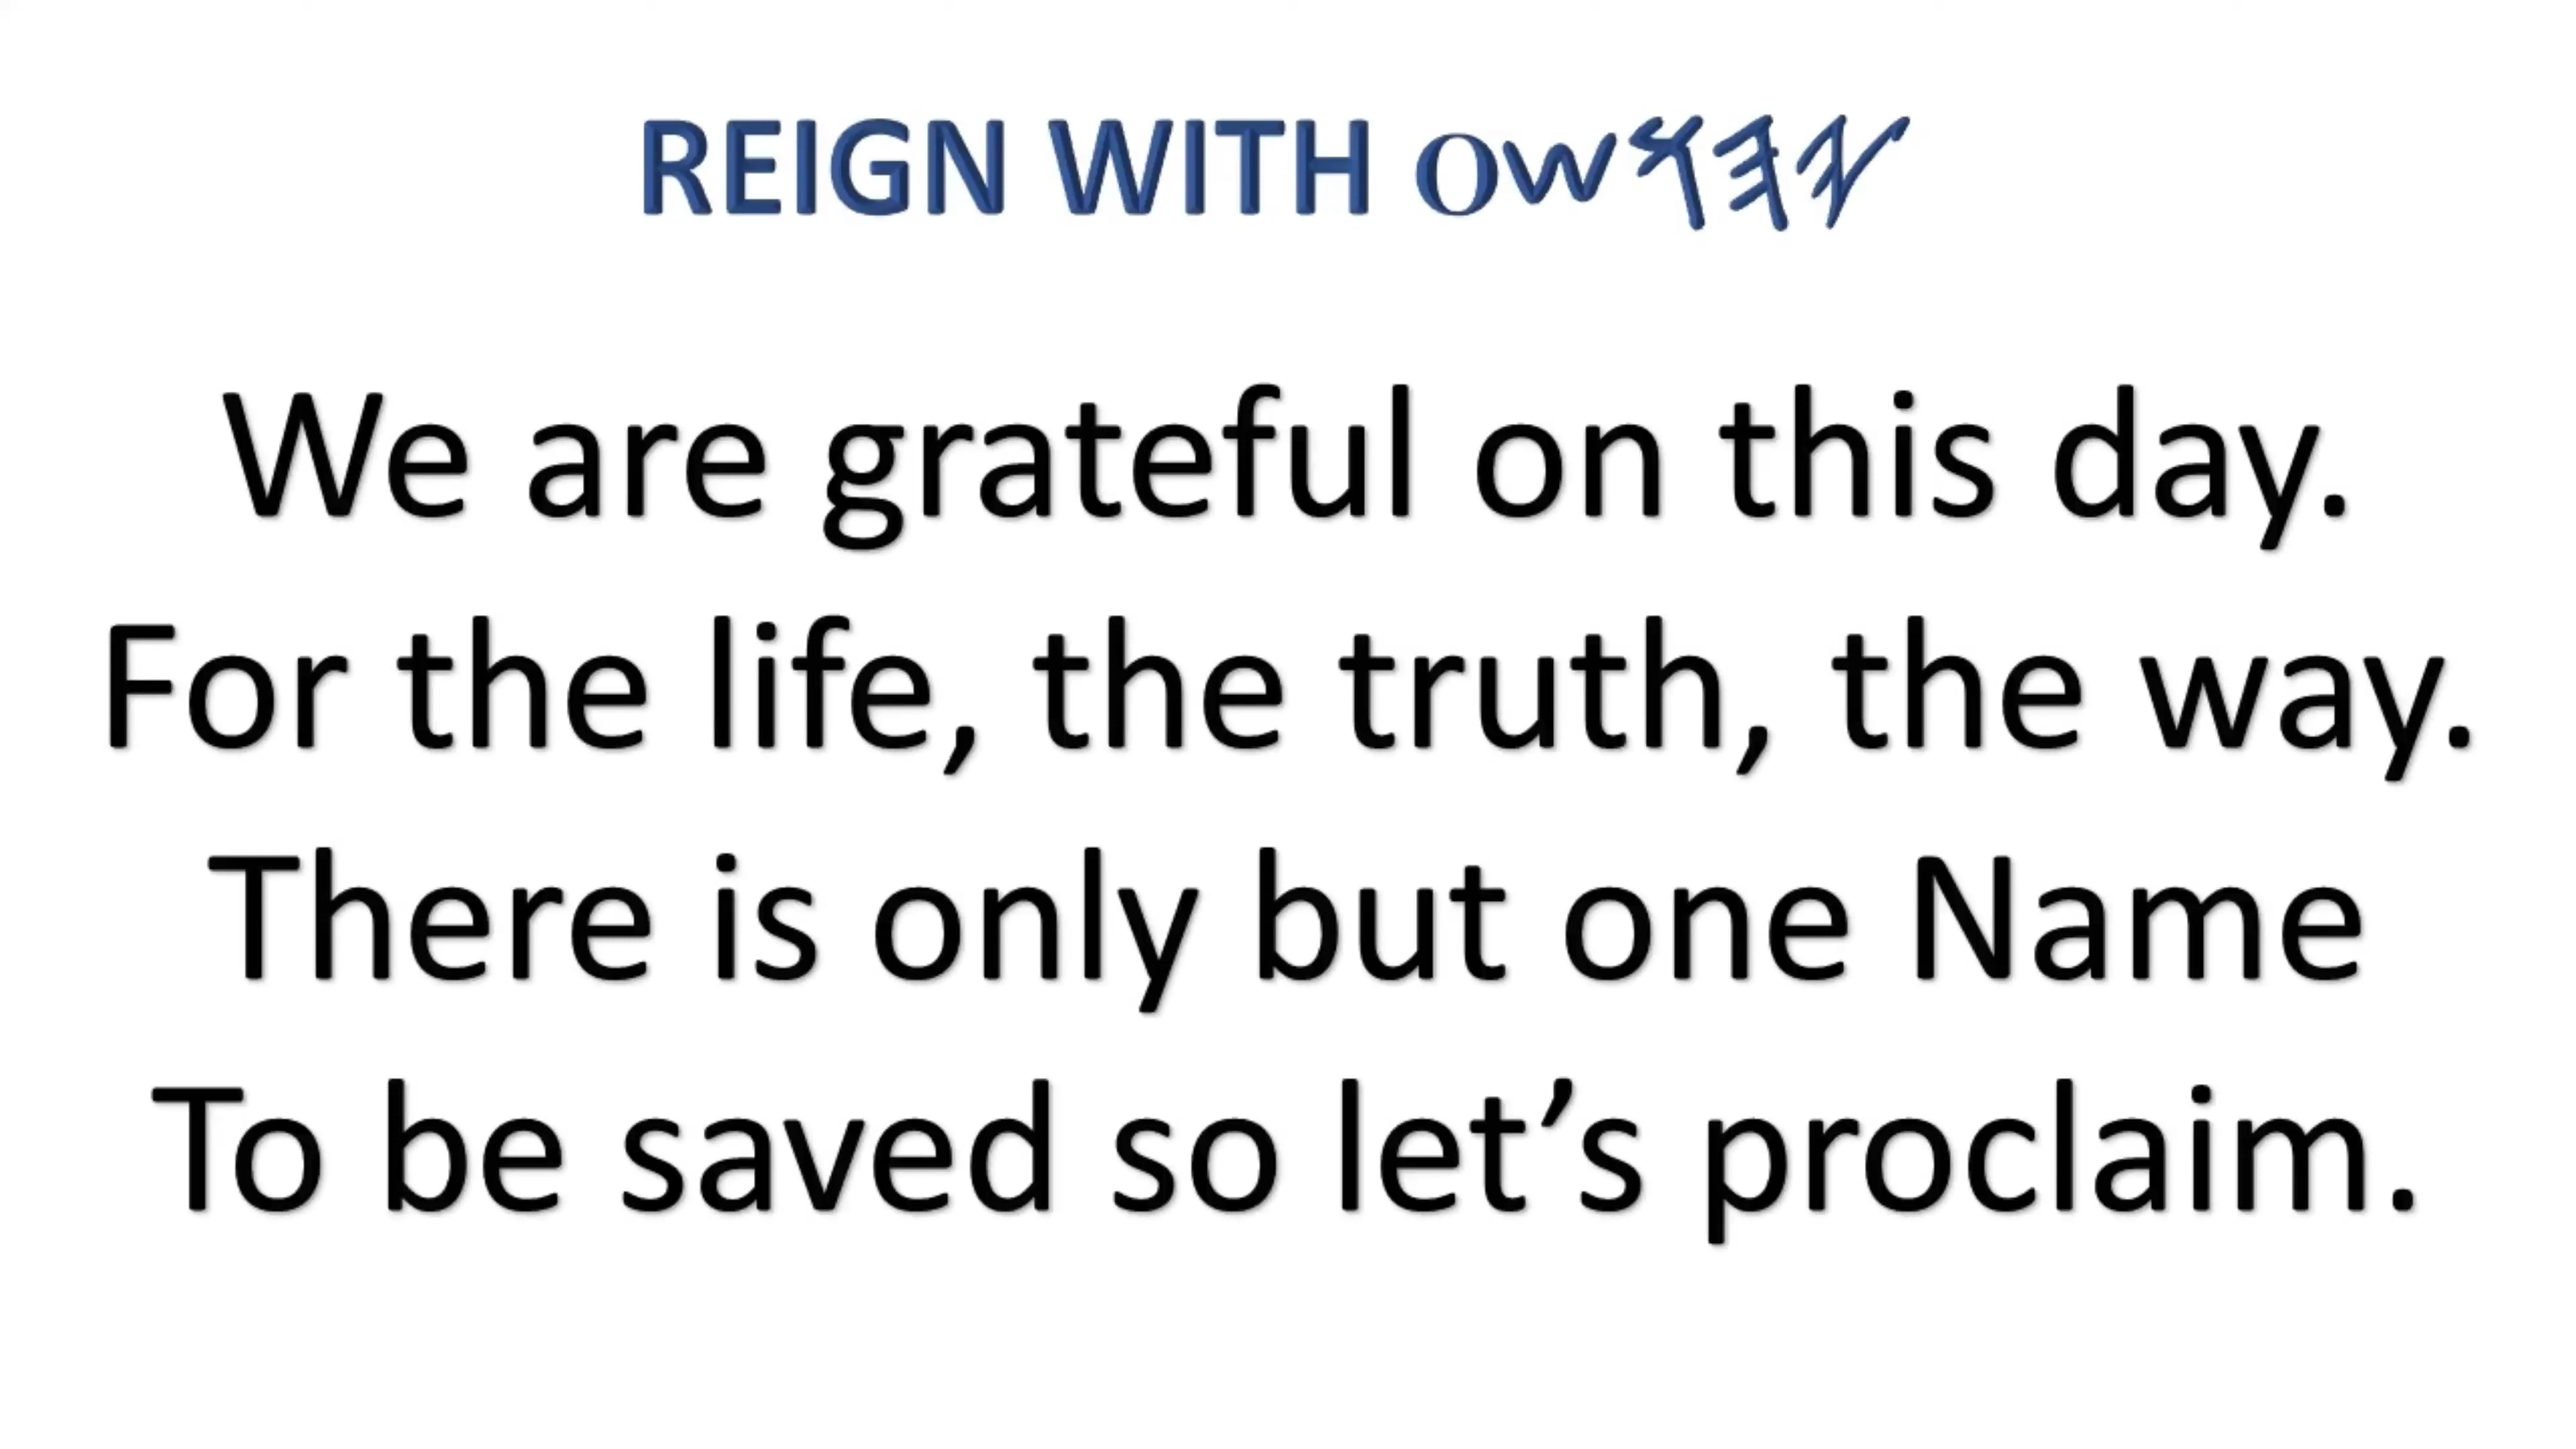 REIGN WITH 𐤉𐤄𐤅𐤔𐤏
We are grateful on this day.
For the life, the truth, the way.
There is only but one Name
To be saved so let’s proclaim.